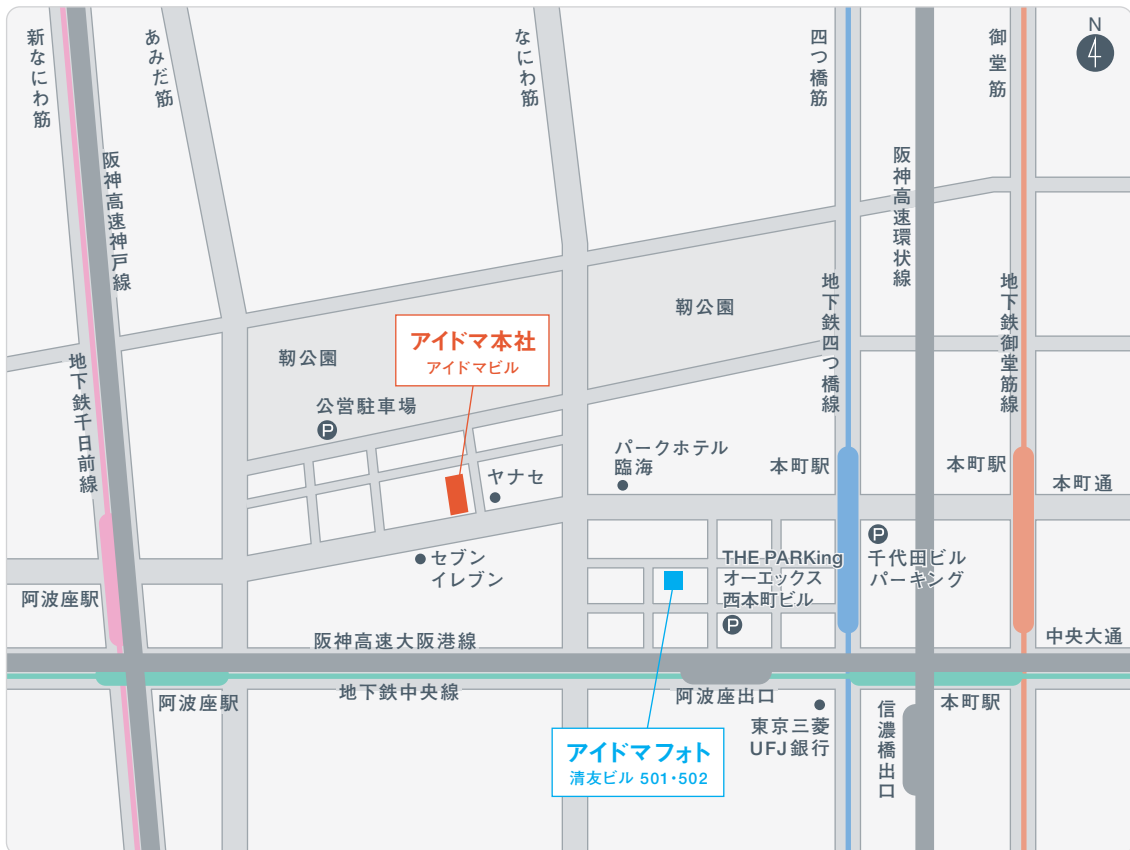 新なにわ筋
あみだ筋
なにわ筋
四つ橋筋
御堂筋
N
阪神高速神戸線
阪神高速環状線
靭公園
靭公園
地下鉄四つ橋線
地下鉄御堂筋線
アイドマ本社
アイドマビル
地下鉄千日前線
公営駐車場
P
パークホテル
臨海
本町駅
本町駅
本町通
ヤナセ
セブン
イレブン
THE PARKing
オーエックス
西本町ビル
P
P
千代田ビル
パーキング
阿波座駅
阪神高速大阪港線
中央大通
阿波座駅
地下鉄中央線
阿波座出口
本町駅
東京三菱
UFJ銀行
信濃橋出口
アイドマフォト
清友ビル 501・502